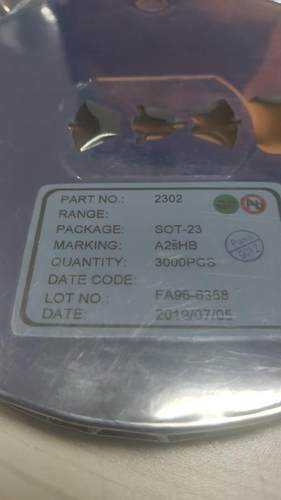 PART NO.: 2302
RANGE:
PACKAGE: SOT-23
MARKING: A2sHB
QUANTITY: 3000PCS
DATE CODE:
LOT NO.: FA96-6358
DATE: 2019/07/05
Pb